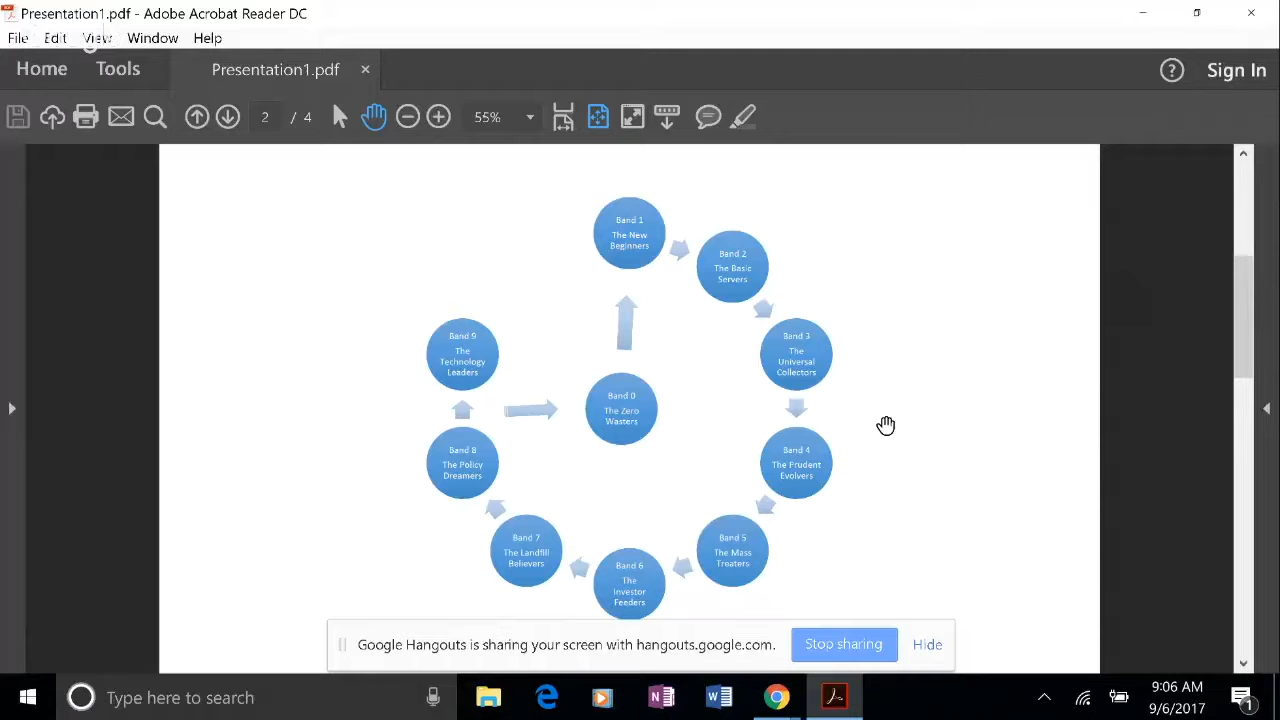 Presentation1.pdf - Adobe Acrobat Reader DC
File Edit View Window Help
Home Tools Presentation1.pdf × ? Sign In
2 / 4 55%
Band 1
The New
Beginners
Band 2
The Basic
Servers
Band 3
The
Universal
Collectors
Band 4
The Prudent
Evolvers
Band 5
The Mass
Treaters
Band 6
The
Investor
Feeders
Band 7
The Landfill
Believers
Band 8
The Policy
Dreamers
Band 9
The
Technology
Leaders
Band 0
The Zero
Wasters
Google Hangouts is sharing your screen with hangouts.google.com. Stop sharing Hide
Type here to search
9:06 AM
9/6/2017
1